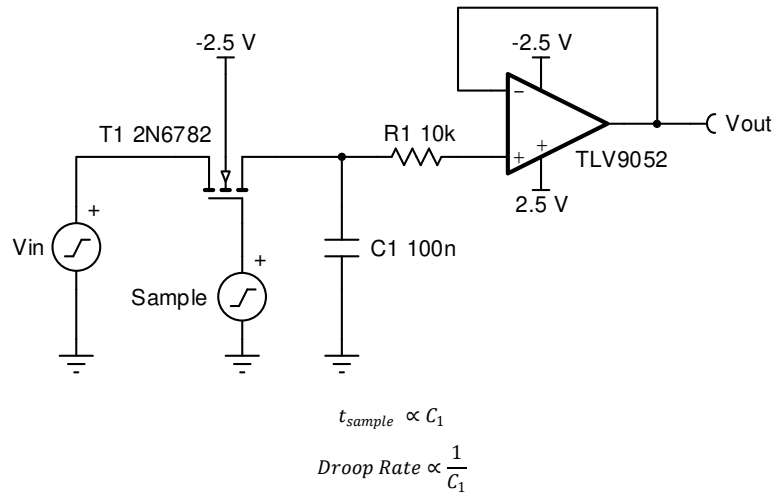 -2.5 V
-2.5 V
T1 2N6782
R1 10k
−
+
+
Vout
TLV9052
2.5 V
+
Vin
C1 100n
+
Sample
t_sample ∝ C_1
Droop Rate ∝ 1/C_1